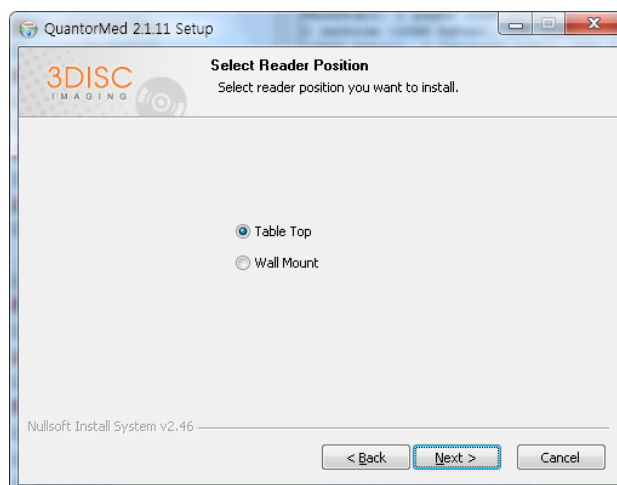 QuantorMed 2.1.11 Setup
3DISC
IMAGING
Select Reader Position
Select reader position you want to install.
Table Top
Wall Mount
Nullsoft Install System v2.46
< Back
Next >
Cancel